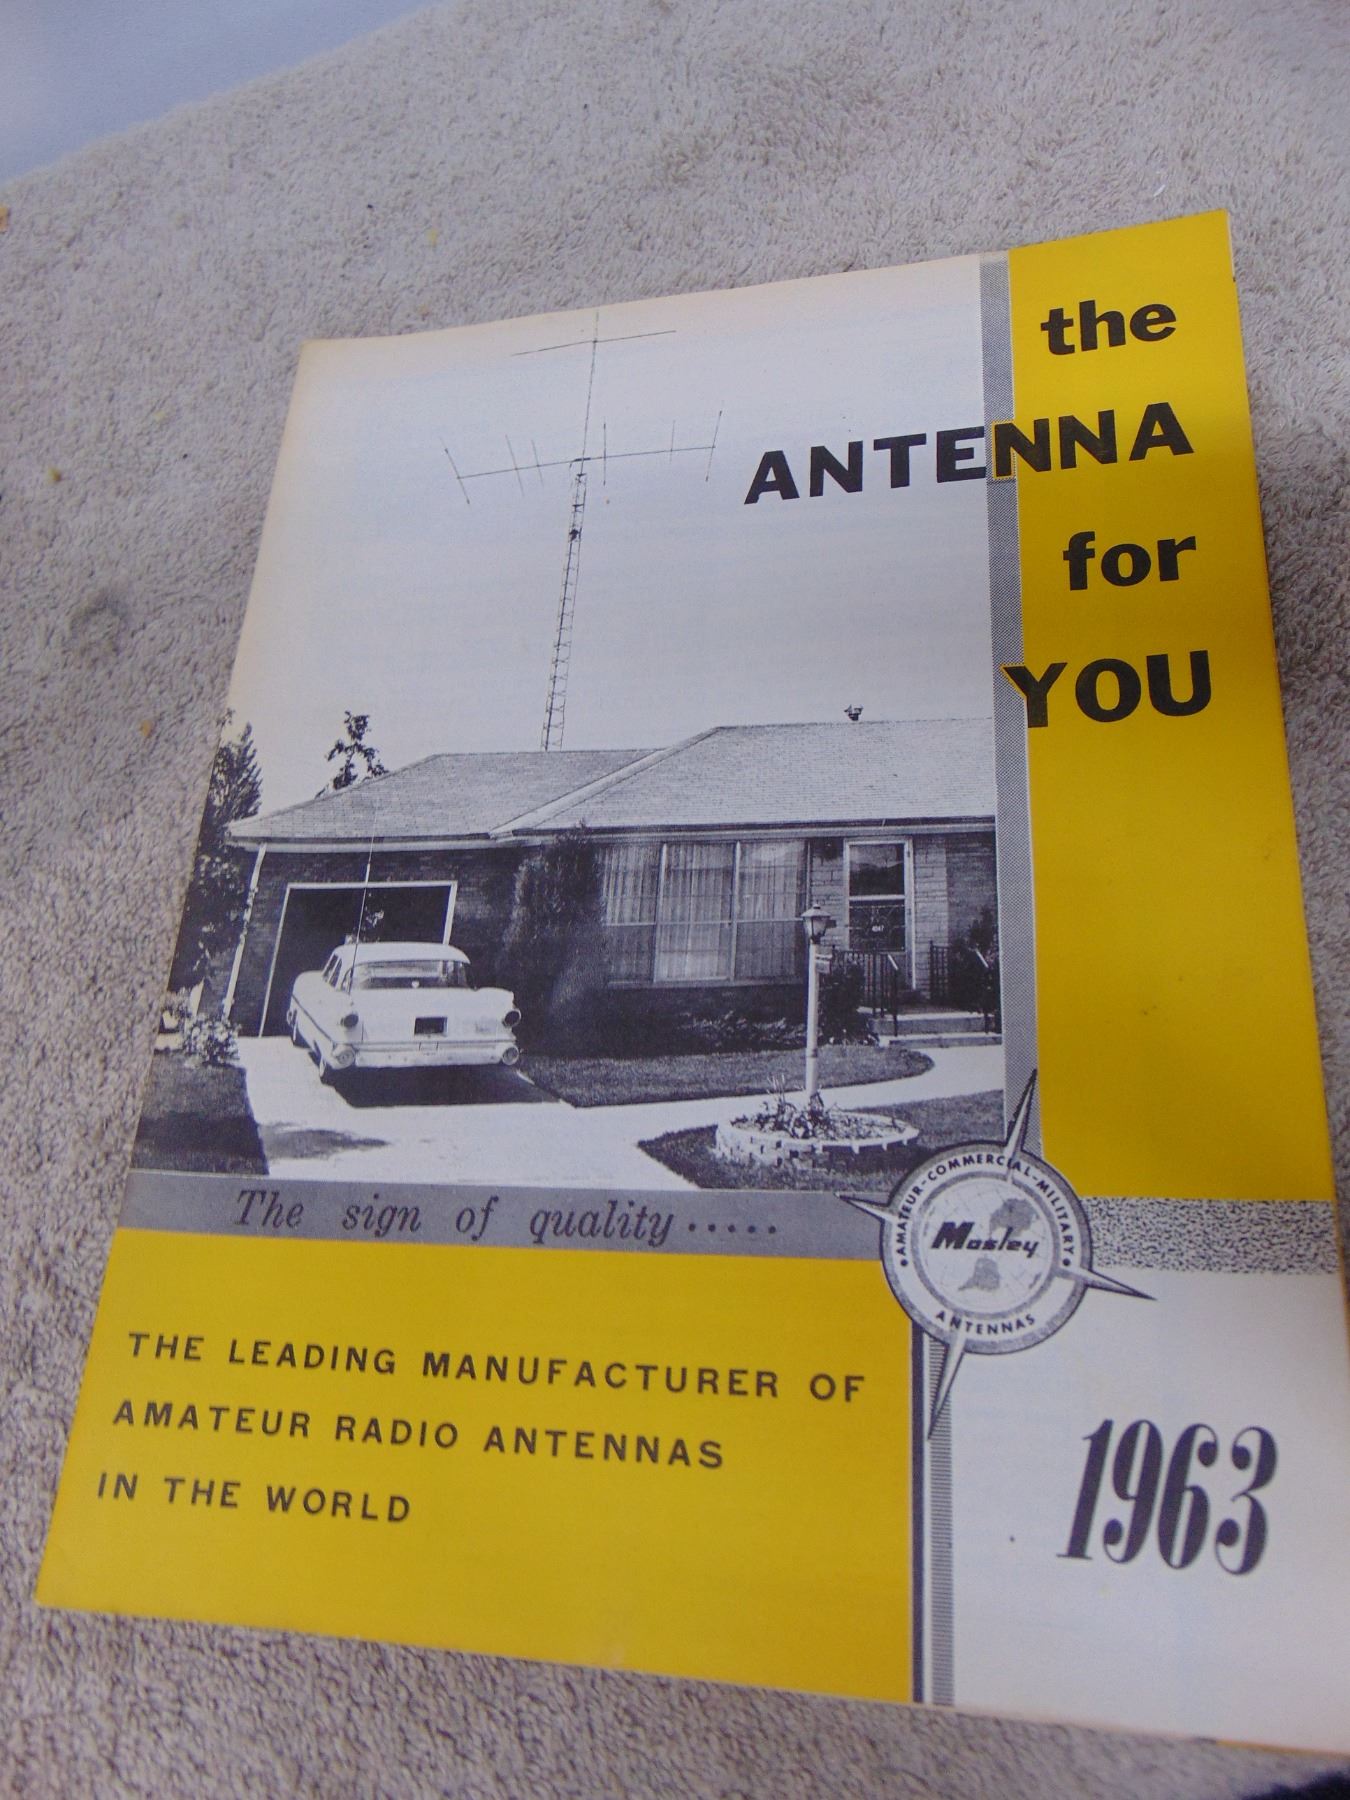 the
ANTENNA
for
YOU
The sign of quality.....
AMATEUR-COMMERCIAL-MILITARY
Mosley
ANTENNAS
THE LEADING MANUFACTURER OF
AMATEUR RADIO ANTENNAS
IN THE WORLD
1963